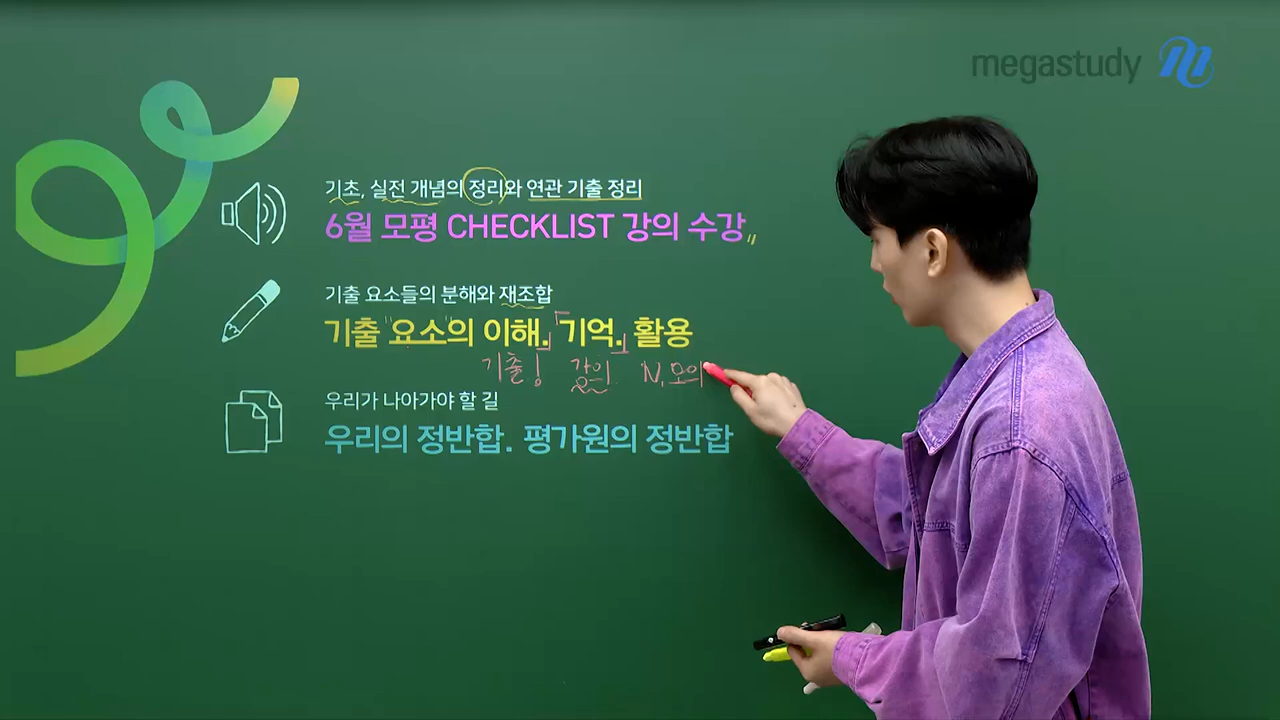 megastudy
기초, 실전 개념의 정리와 연관 기출 정리
6월 모평 CHECKLIST 강의 수강
기출 요소들의 분해와 재조합
기출 "요소"의 이해.「기억.」활용
기출! 같이 N, 모의
우리가 나아가야 할 길
우리의 정반합. 평가원의 정반합